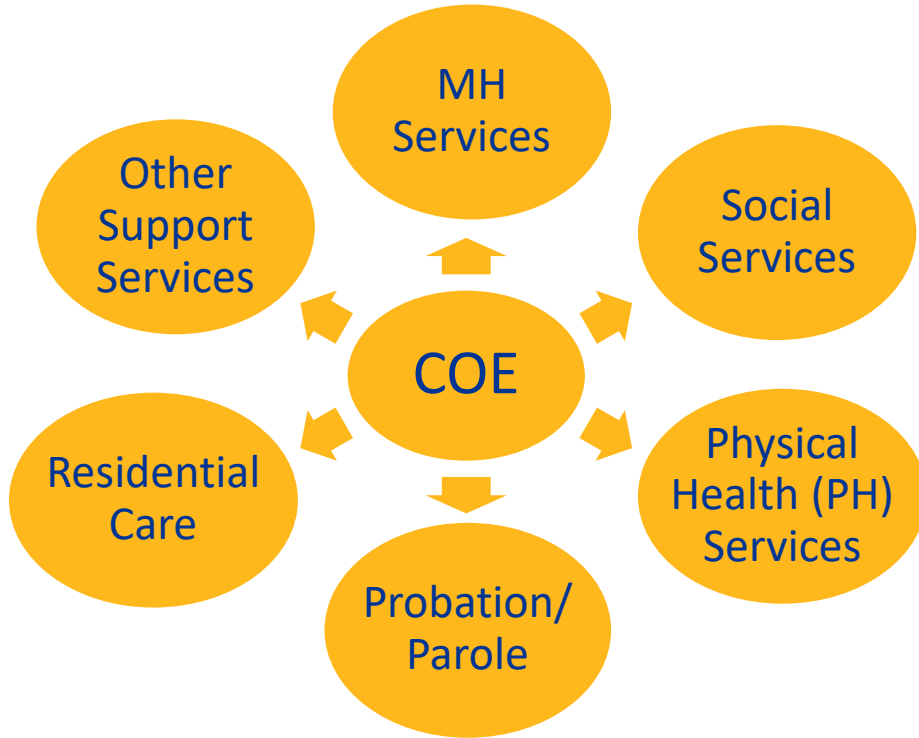 MH
Services
Other
Support
Services
Social
Services
COE
Residential
Care
Physical
Health (PH)
Services
Probation/
Parole